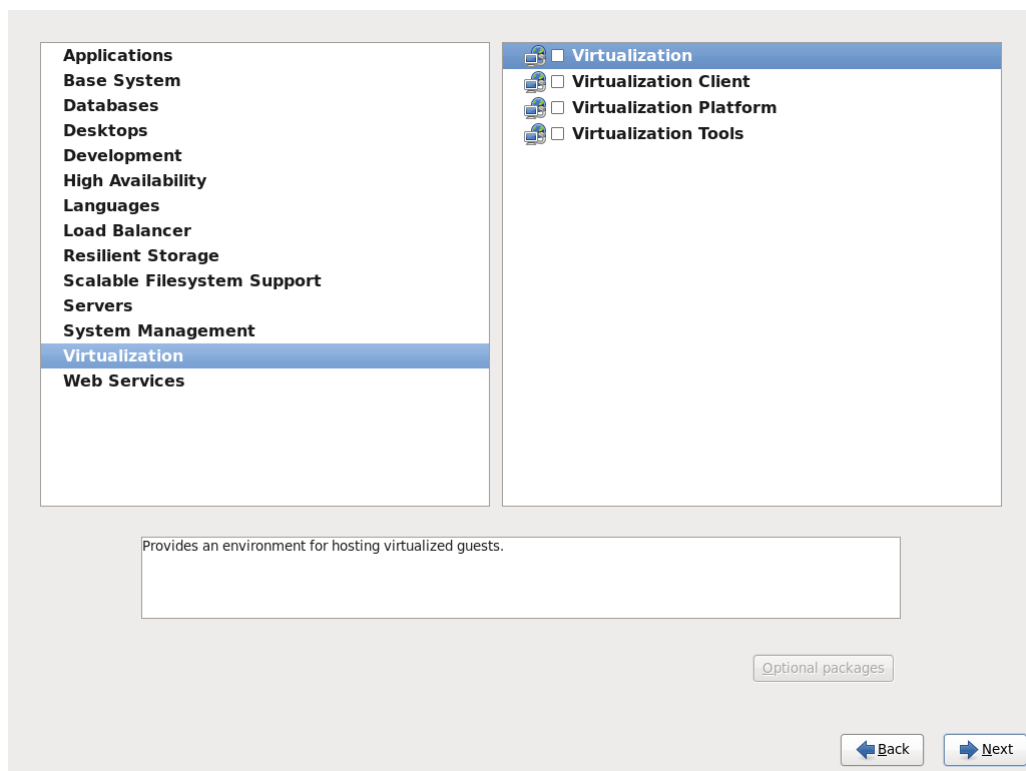 Applications
Base System
Databases
Desktops
Development
High Availability
Languages
Load Balancer
Resilient Storage
Scalable Filesystem Support
Servers
System Management
Virtualization
Web Services
Virtualization
Virtualization Client
Virtualization Platform
Virtualization Tools
Provides an environment for hosting virtualized guests.
Optional packages
Back
Next